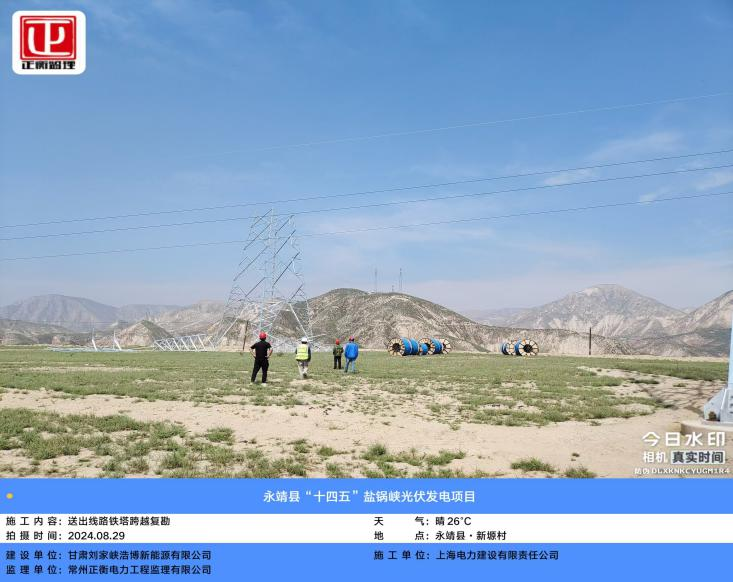 正衡监理
今日水印
相机 真实时间
防伪 DLXKNKCYUGM1R4
永靖县“十四五”盐锅峡光伏发电项目
施工内容：送出线路铁塔跨越复勘
天气：晴 26°C
拍摄时间：2024.08.29
地点：永靖县·新塬村
建设单位：甘肃刘家峡浩博新能源有限公司
施工单位：上海电力建设有限责任公司
监理单位：常州正衡电力工程监理有限公司